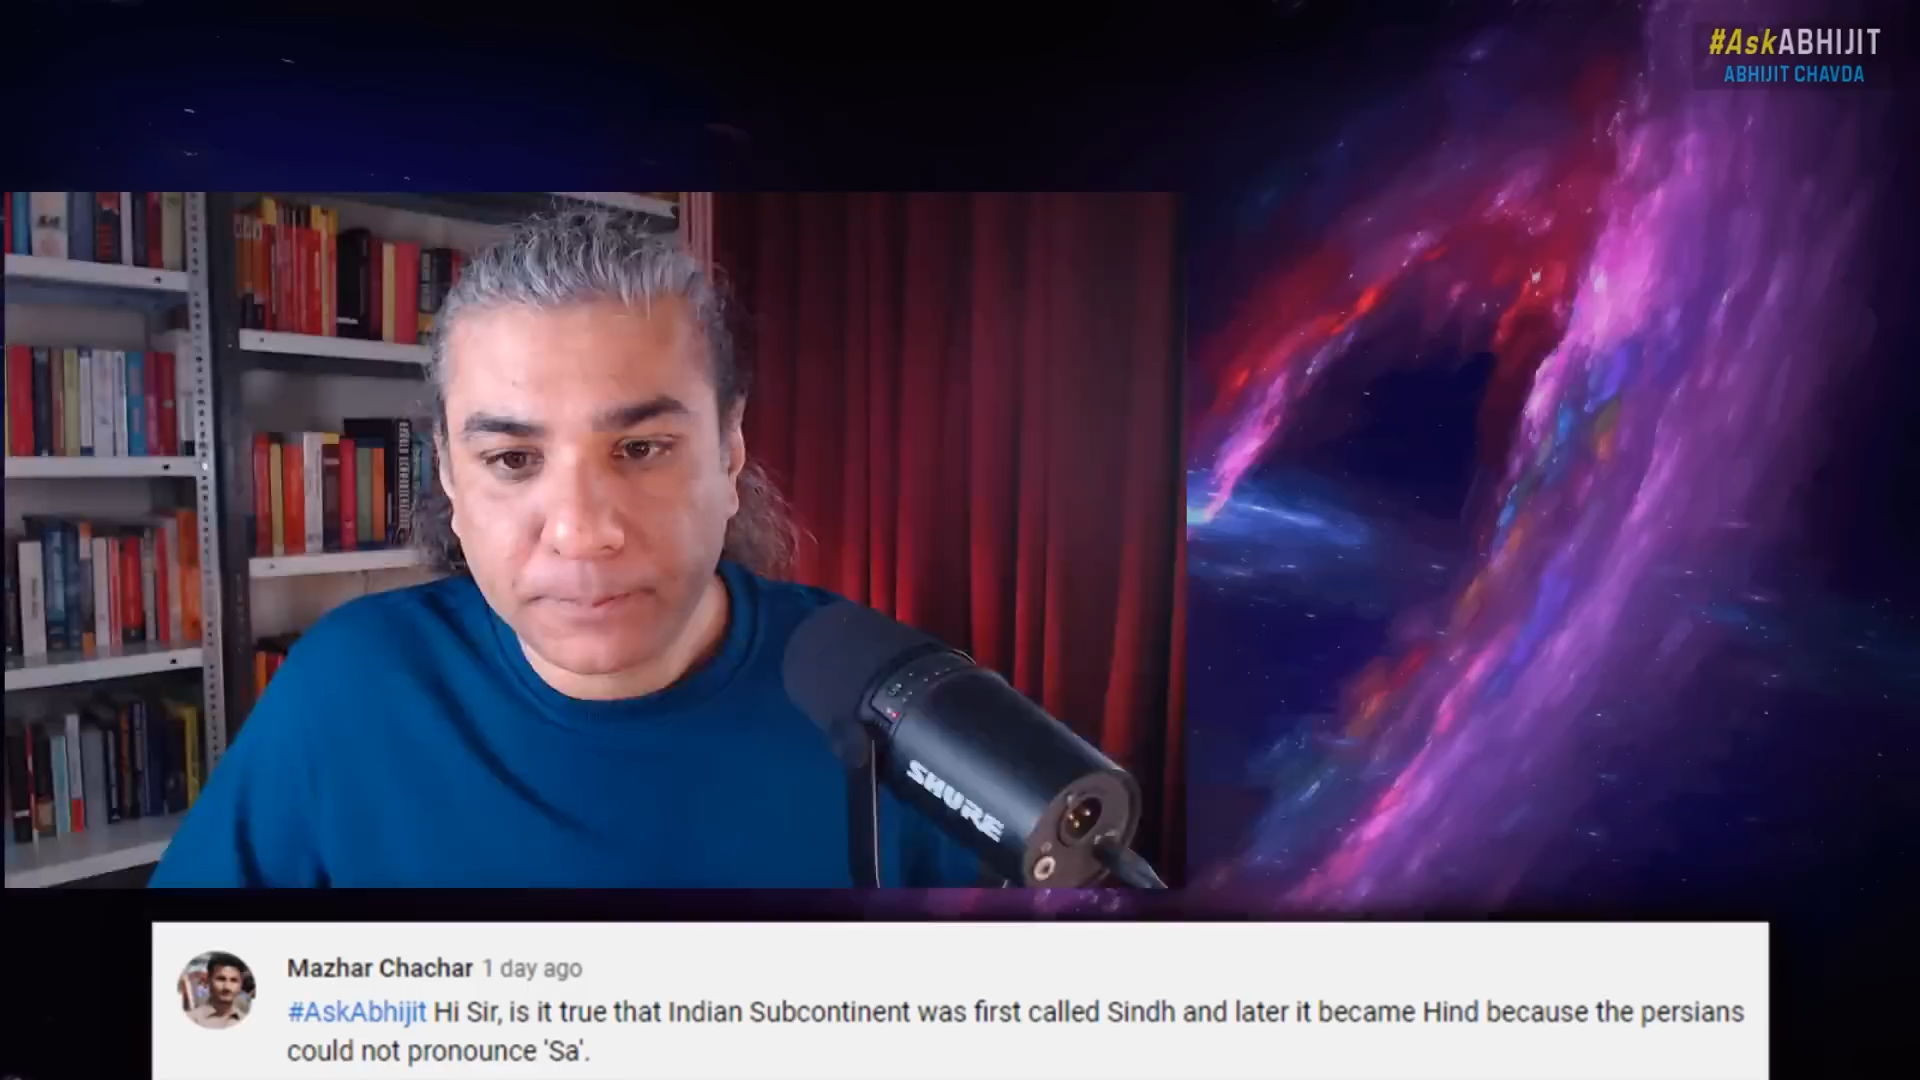 #AskABHIJIT
ABHIJIT CHAVDA
SHURE
Mazhar Chachar 1 day ago
#AskAbhijit Hi Sir, is it true that Indian Subcontinent was first called Sindh and later it became Hind because the persians
could not pronounce 'Sa'.